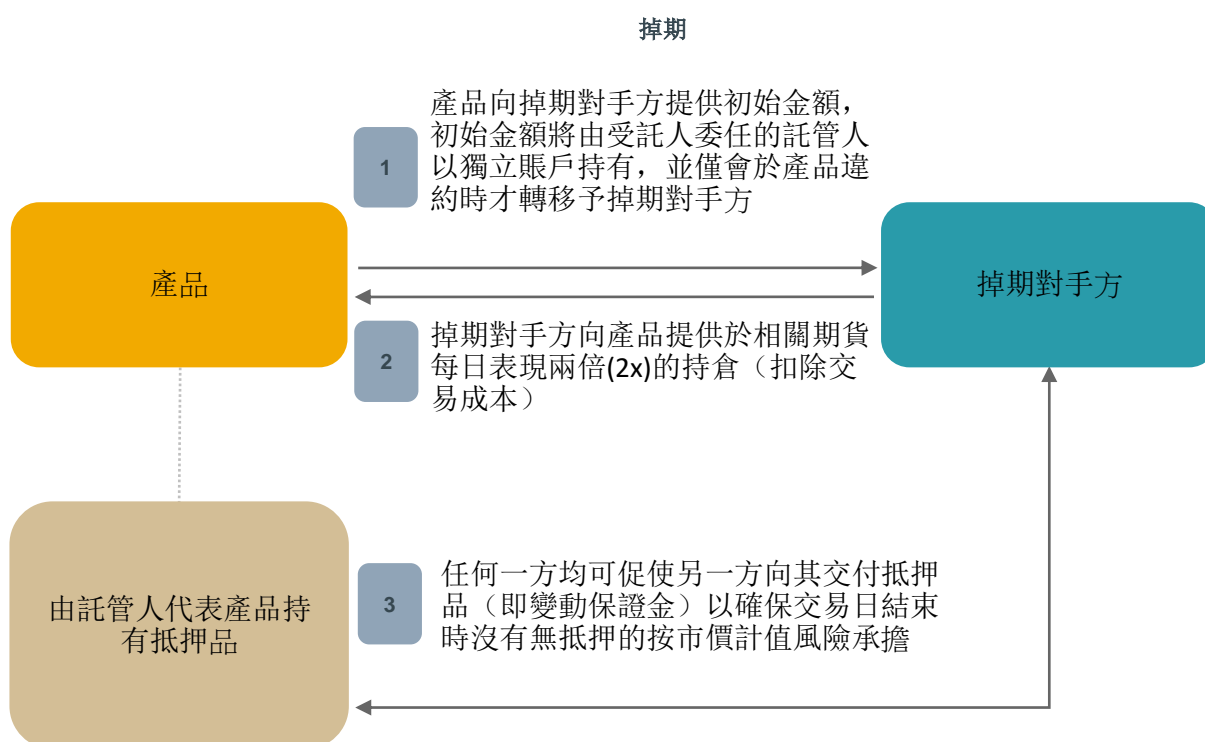 掉期
產品向掉期對手方提供初始金額，
初始金額將由受託人委任的託管人
以獨立賬戶持有，並僅會於產品違
約時才轉移予掉期對手方
1
產品
掉期對手方
掉期對手方向產品提供於相關期貨
每日表現兩倍(2x)的持倉（扣除交
易成本）
2
任何一方均可促使另一方向其交付抵押
品（即變動保證金）以確保交易日結束
時沒有無抵押的按市價計值風險承擔
3
由託管人代表產品持
有抵押品